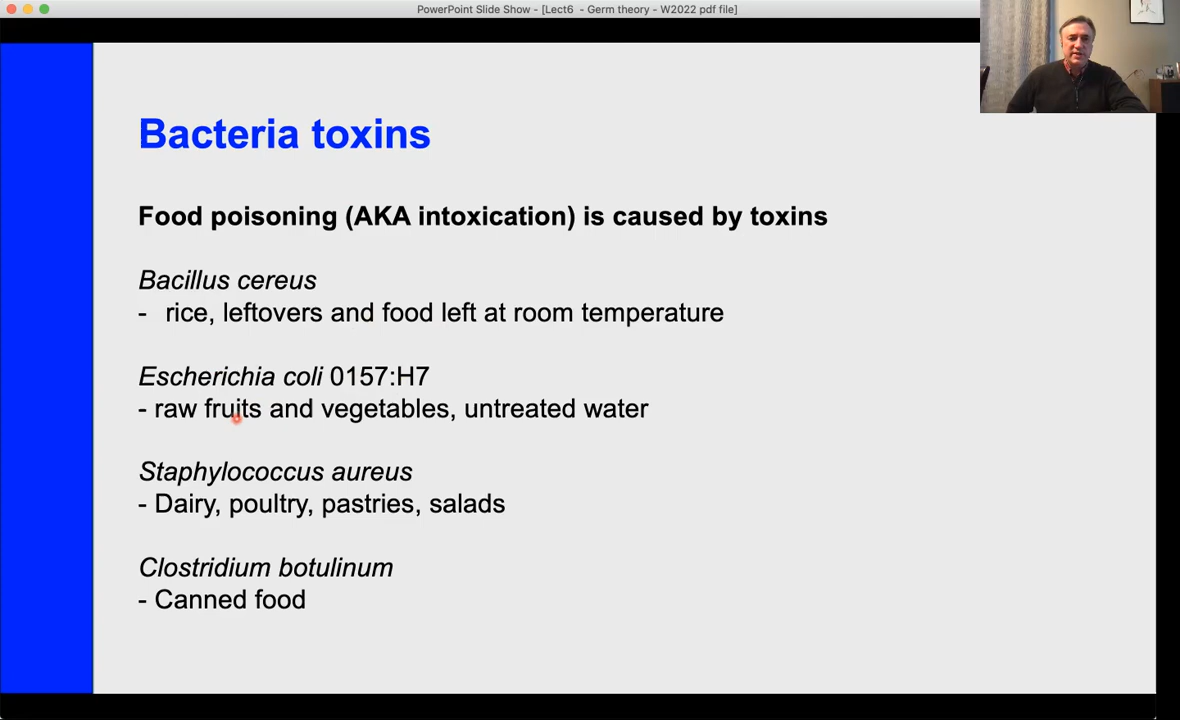 PowerPoint Slide Show - [Lect6 - Germ theory - W2022 pdf file]
Bacteria toxins
Food poisoning (AKA intoxication) is caused by toxins
Bacillus cereus
- rice, leftovers and food left at room temperature
Escherichia coli 0157:H7
- raw fruits and vegetables, untreated water
Staphylococcus aureus
- Dairy, poultry, pastries, salads
Clostridium botulinum
- Canned food